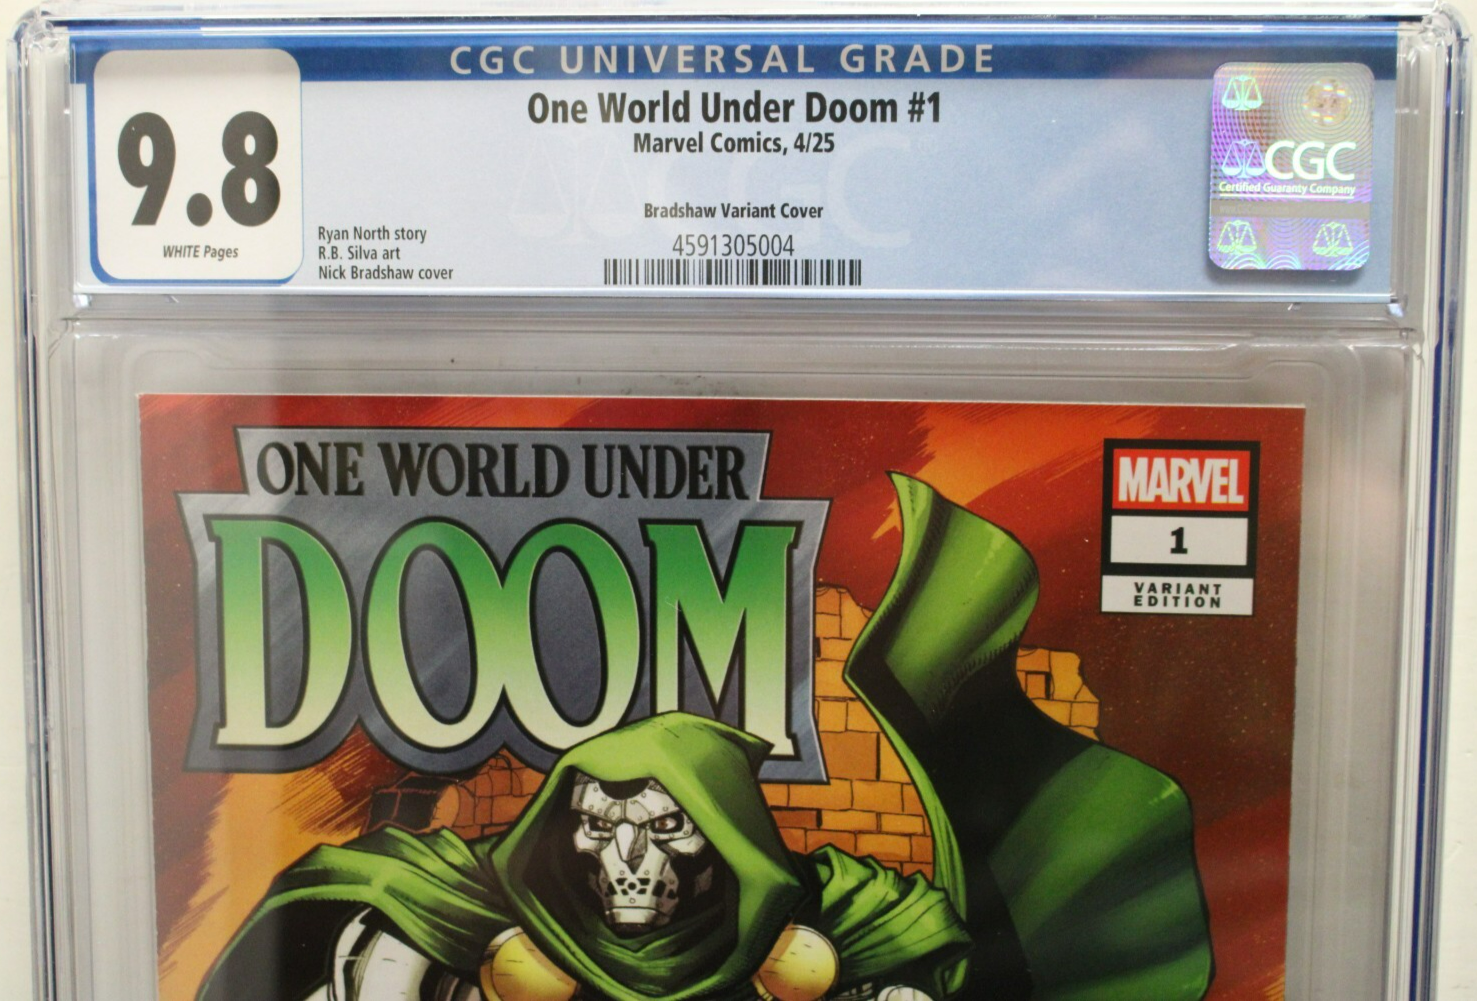 CGC UNIVERSAL GRADE
9.8
WHITE Pages
One World Under Doom #1
Marvel Comics, 4/25
Bradshaw Variant Cover
Ryan North story
R.B. Silva art
Nick Bradshaw cover
4591305004
CGC
Certified Guaranty Company
ONE WORLD UNDER
DOOM
MARVEL
1
VARIANT
EDITION